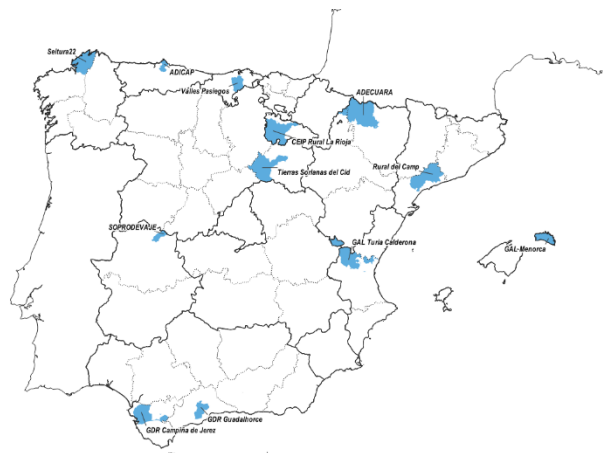 Seitura22
ADICAP
Valles Pasiegos
ADECUARA
CEIP Rural La Rioja
Tierras Sorianas del Cid
Rural del Camp
SOPRODEVAJE
GAL Turia Calderona
GAL-Menorca
GDR Guadalhorce
GDR Campiña de Jerez